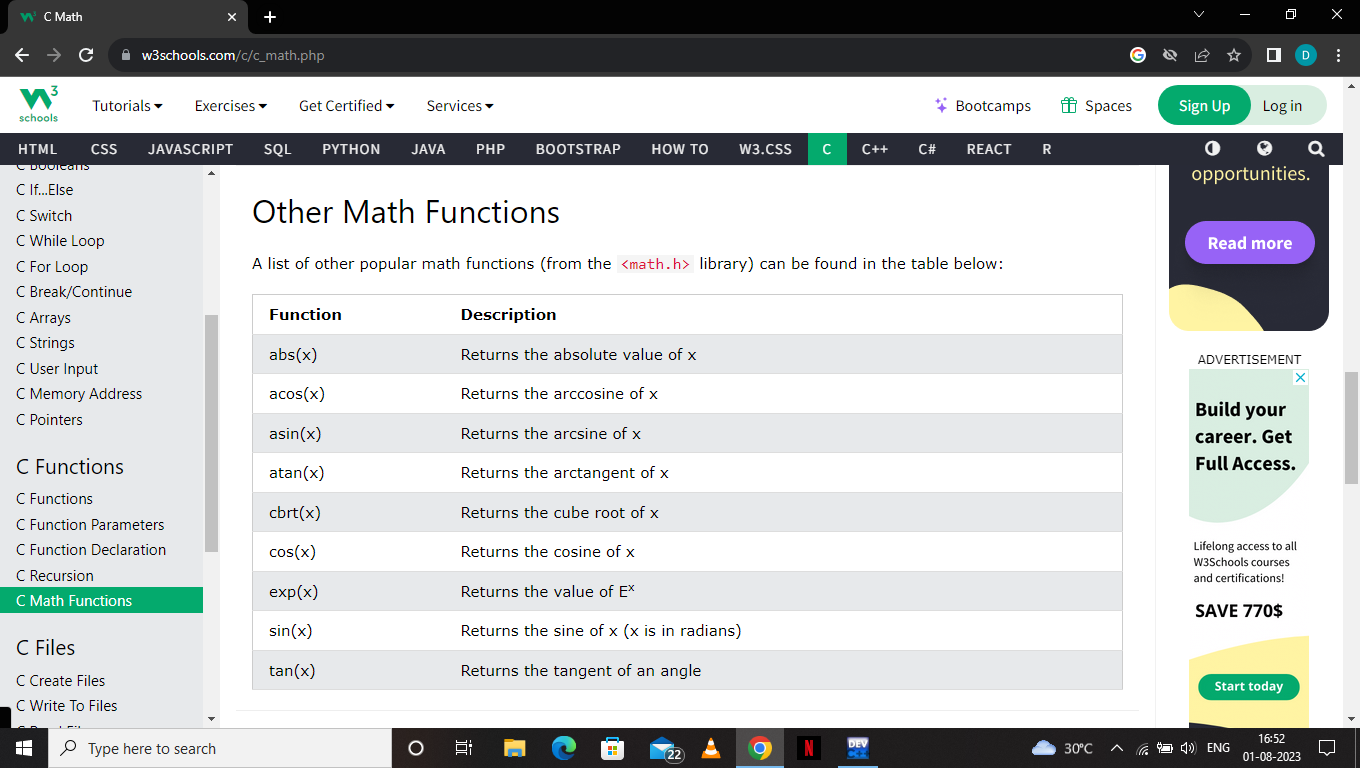 C Math
w3schools.com/c/c_math.php
D
3
schools
Tutorials
Exercises
Get Certified
Services
Bootcamps
Spaces
Sign Up
Log in
HTML CSS JAVASCRIPT SQL PYTHON JAVA PHP BOOTSTRAP HOW TO W3.CSS C C++ C# REACT R
C Booleans
C If...Else
C Switch
C While Loop
C For Loop
C Break/Continue
C Arrays
C Strings
C User Input
C Memory Address
C Pointers
C Functions
C Functions
C Function Parameters
C Function Declaration
C Recursion
C Math Functions
C Files
C Create Files
C Write To Files
Other Math Functions
A list of other popular math functions (from the <math.h> library) can be found in the table below:
Function Description
abs(x) Returns the absolute value of x
acos(x) Returns the arccosine of x
asin(x) Returns the arcsine of x
atan(x) Returns the arctangent of x
cbrt(x) Returns the cube root of x
cos(x) Returns the cosine of x
exp(x) Returns the value of Eˣ
sin(x) Returns the sine of x (x is in radians)
tan(x) Returns the tangent of an angle
opportunities.
Read more
ADVERTISEMENT
Build your
career. Get
Full Access.
Lifelong access to all
W3Schools courses
and certifications!
SAVE 770$
Start today
Type here to search
22
N
DEV
30°C
ENG
16:52
01-08-2023